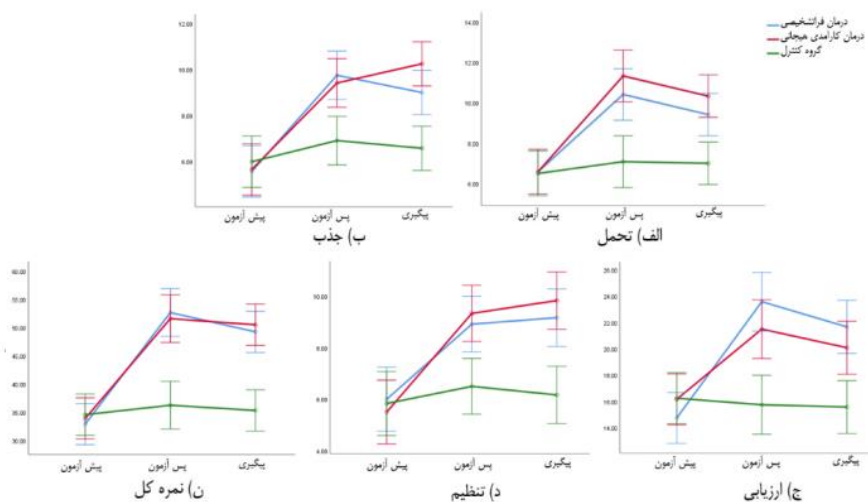 درمان فراتشخیصی
درمان کارامدی هیجانی
گروه کنترل
14.00
12.00
10.00
8.00
6.00
پیش آزمون
پس آزمون
پیگیری
الف) تحمل
12.00
10.00
8.00
6.00
پیش آزمون
پس آزمون
پیگیری
ب) جذب
26.00
24.00
22.00
20.00
18.00
16.00
14.00
پیش آزمون
پس آزمون
پیگیری
ج) ارزیابی
10.00
8.00
6.00
4.00
پیش آزمون
پس آزمون
پیگیری
د) تنظیم
60.00
55.00
50.00
45.00
40.00
35.00
30.00
پیش آزمون
پس آزمون
پیگیری
ن) نمره کل